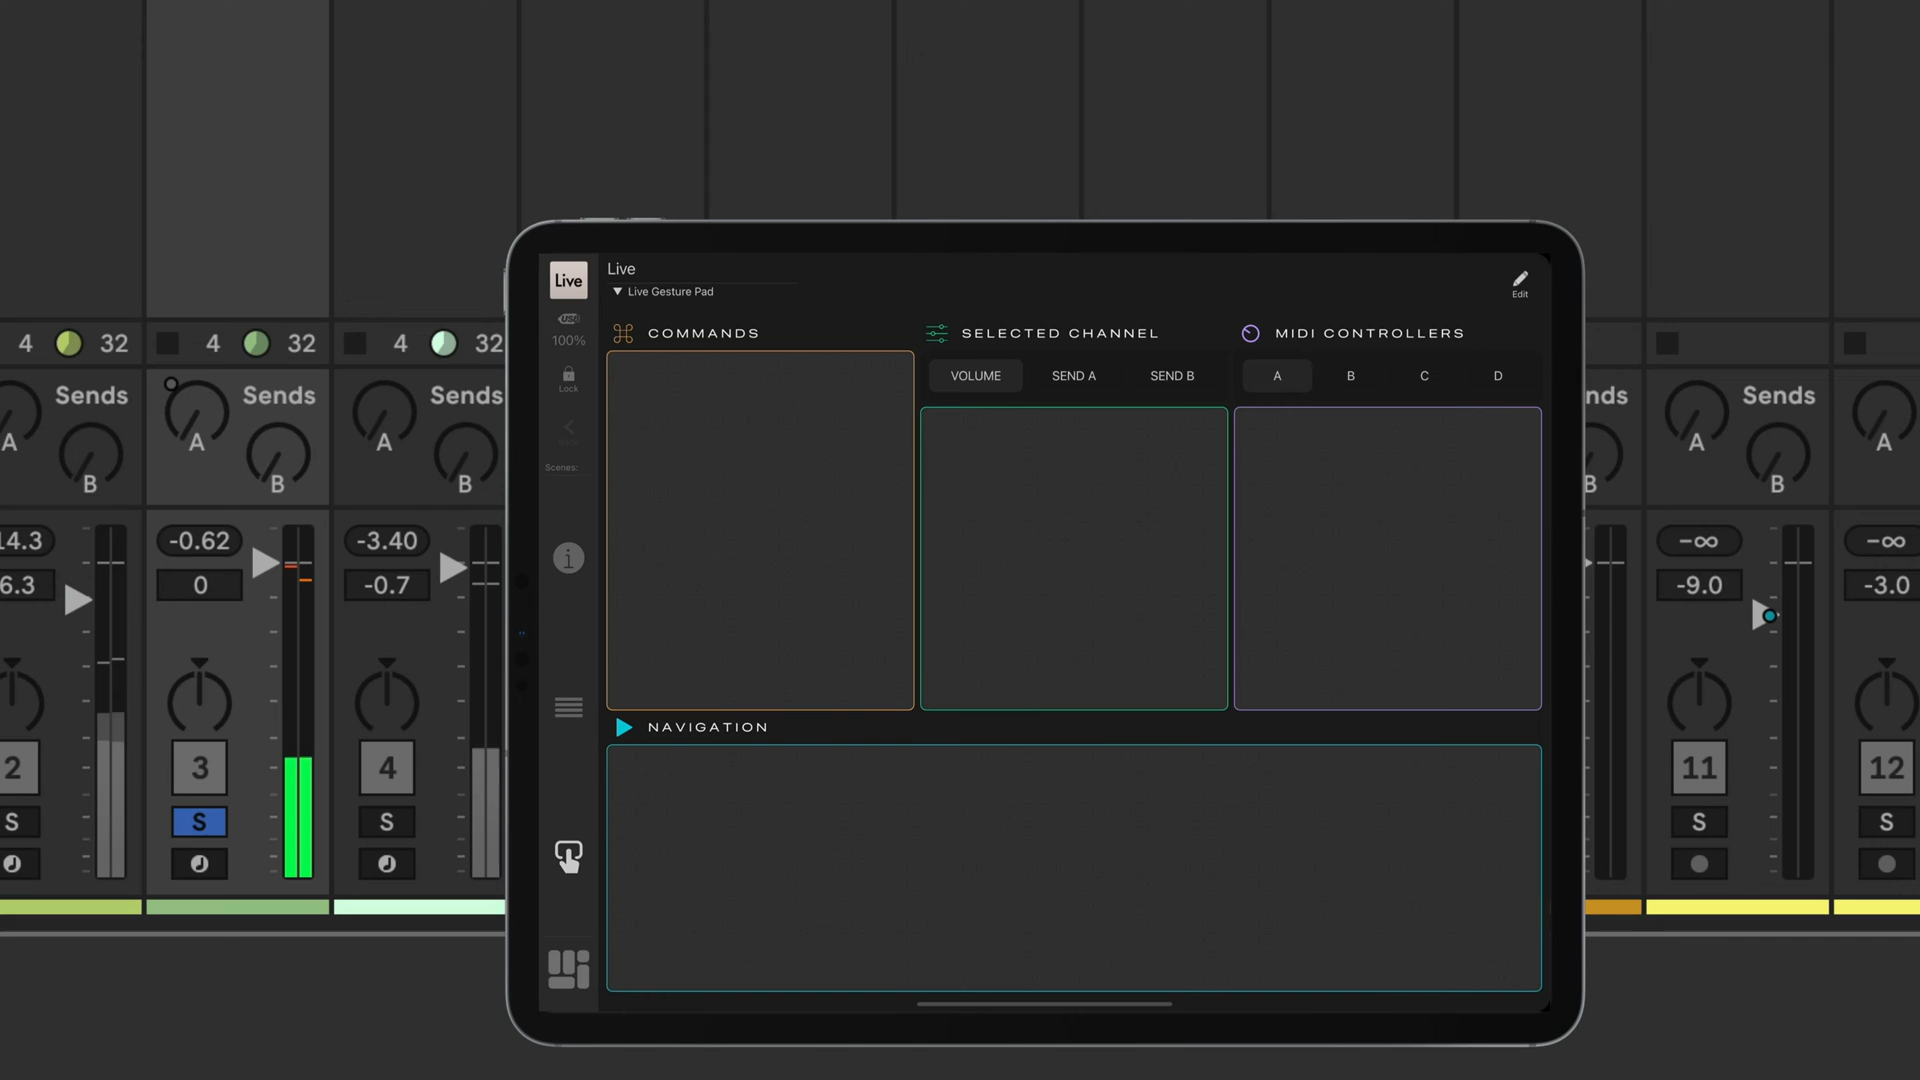 Live
Live
Live Gesture Pad
Edit
USB
100%
Lock
Scenes:
COMMANDS
SELECTED CHANNEL
MIDI CONTROLLERS
VOLUME SEND A SEND B
A B C D
NAVIGATION
4 32 4 32 4 32
Sends Sends Sends nds Sends
A A A A A
B B B B B
14.3 -0.62 -3.40 -∞ -∞
6.3 0 -0.7 -9.0 -3.0
2 3 4 11 12
S S S S S